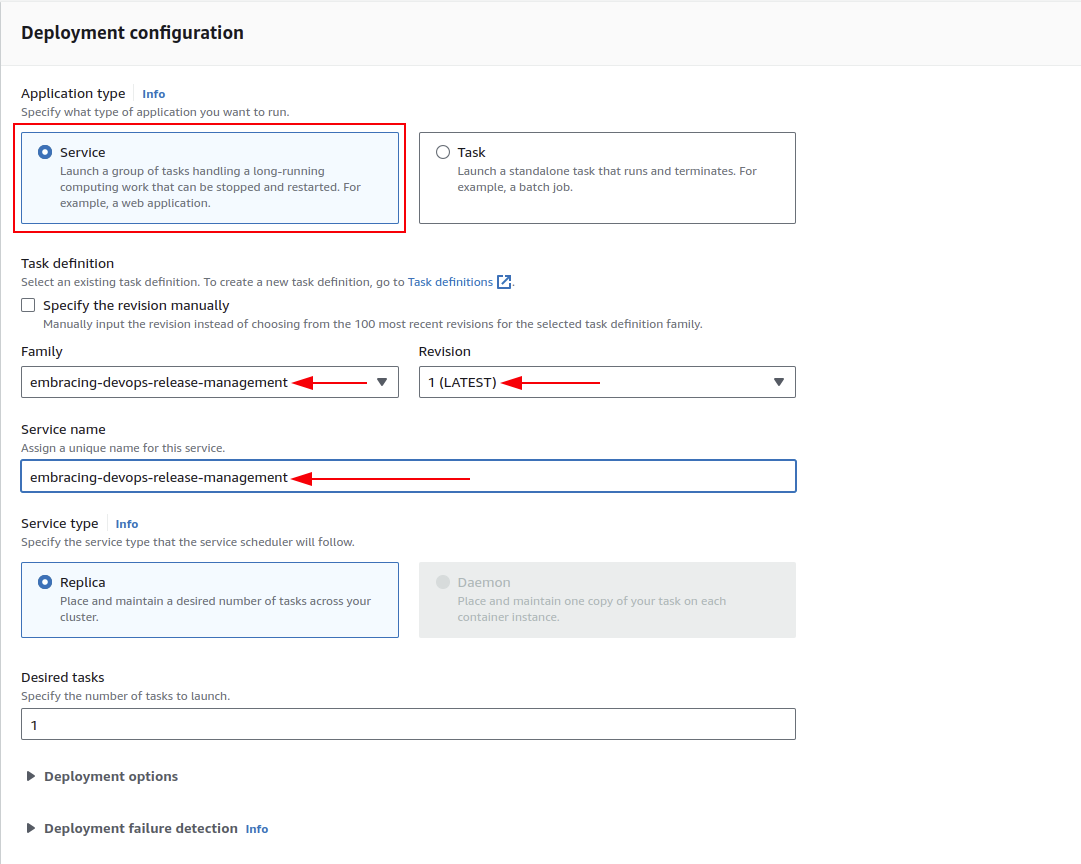 Deployment configuration
Application type Info
Specify what type of application you want to run.
Service
Launch a group of tasks handling a long-running
computing work that can be stopped and restarted. For
example, a web application.
Task
Launch a standalone task that runs and terminates. For
example, a batch job.
Task definition
Select an existing task definition. To create a new task definition, go to Task definitions.
Specify the revision manually
Manually input the revision instead of choosing from the 100 most recent revisions for the selected task definition family.
Family
embracing-devops-release-management
Revision
1 (LATEST)
Service name
Assign a unique name for this service.
embracing-devops-release-management
Service type Info
Specify the service type that the service scheduler will follow.
Replica
Place and maintain a desired number of tasks across your
cluster.
Daemon
Place and maintain one copy of your task on each
container instance.
Desired tasks
Specify the number of tasks to launch.
1
Deployment options
Deployment failure detection Info